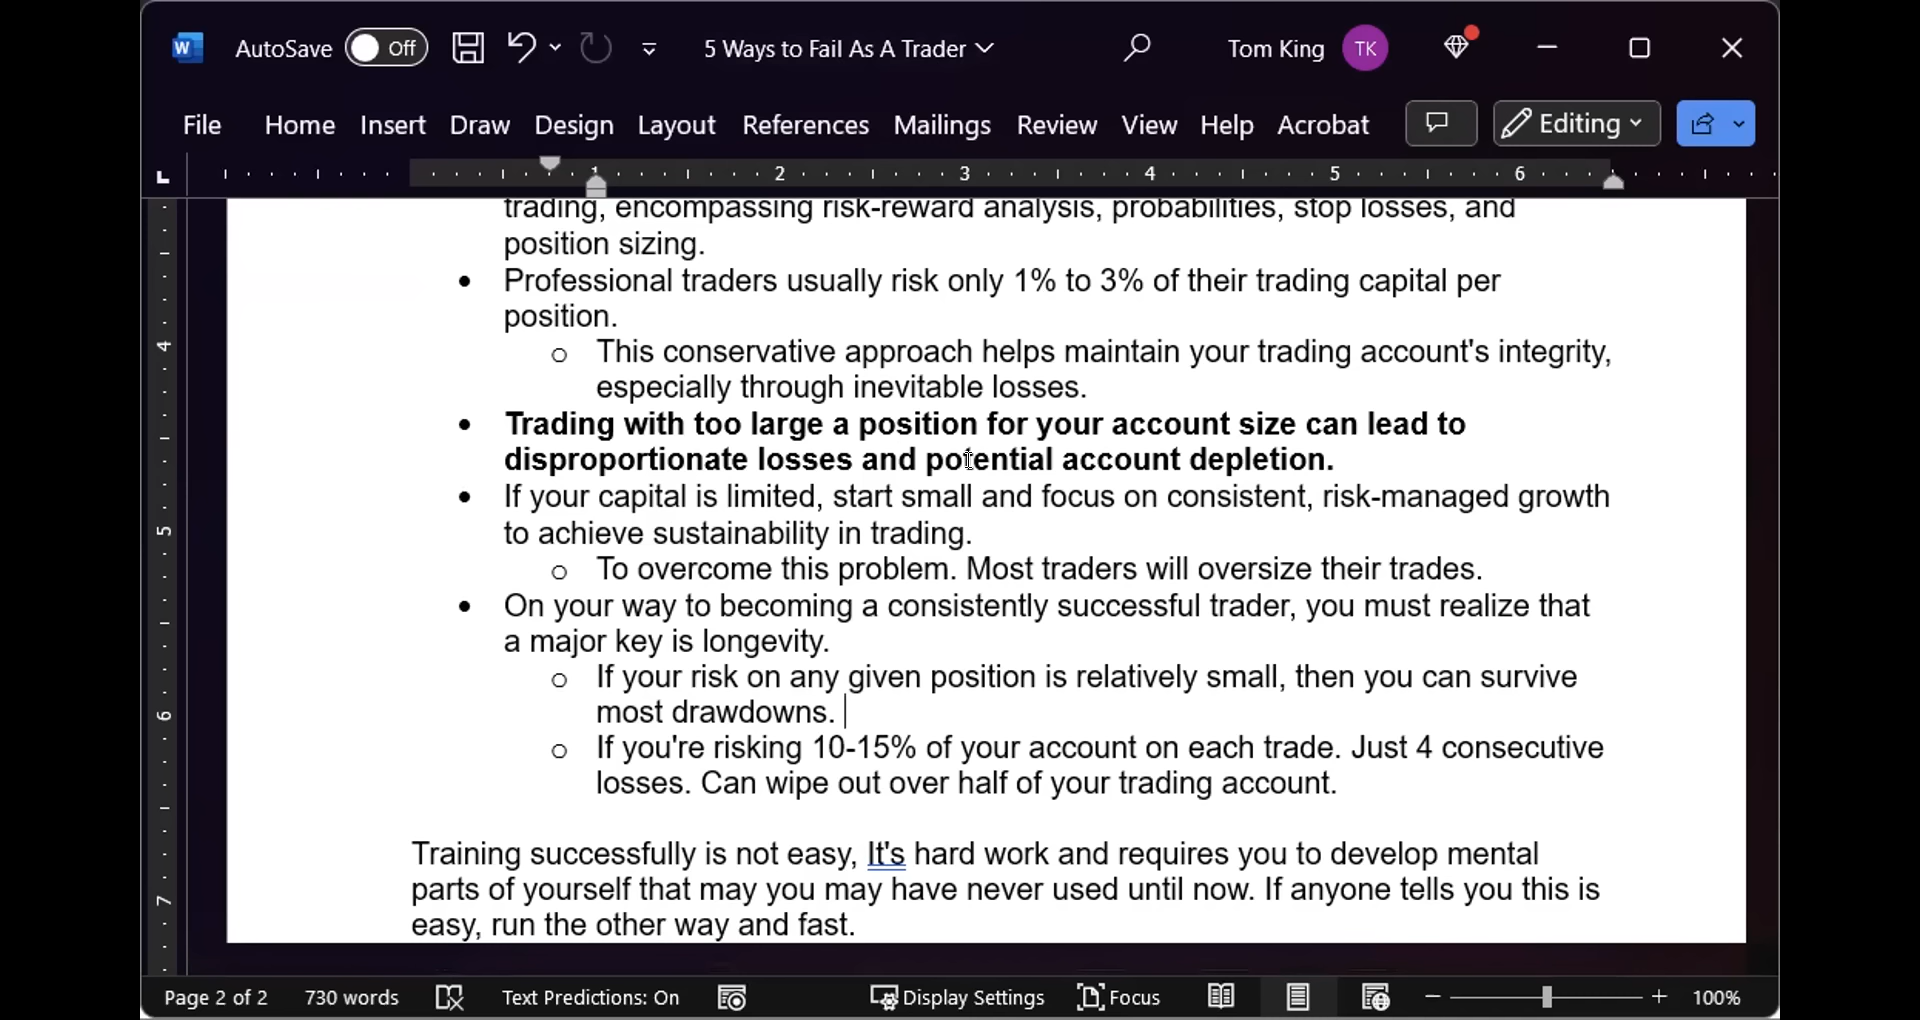 AutoSave Off 5 Ways to Fail As A Trader Tom King TK
File Home Insert Draw Design Layout References Mailings Review View Help Acrobat Editing
1 2 3 4 5 6
trading, encompassing risk-reward analysis, probabilities, stop losses, and
position sizing.
• Professional traders usually risk only 1% to 3% of their trading capital per
position.
4
o This conservative approach helps maintain your trading account's integrity,
especially through inevitable losses.
• Trading with too large a position for your account size can lead to
disproportionate losses and potential account depletion.
• If your capital is limited, start small and focus on consistent, risk-managed growth
5
to achieve sustainability in trading.
o To overcome this problem. Most traders will oversize their trades.
• On your way to becoming a consistently successful trader, you must realize that
a major key is longevity.
o If your risk on any given position is relatively small, then you can survive
6
most drawdowns.
o If you're risking 10-15% of your account on each trade. Just 4 consecutive
losses. Can wipe out over half of your trading account.
Training successfully is not easy, It's hard work and requires you to develop mental
7
parts of yourself that may you may have never used until now. If anyone tells you this is
easy, run the other way and fast.
Page 2 of 2 730 words Text Predictions: On Display Settings Focus 100%